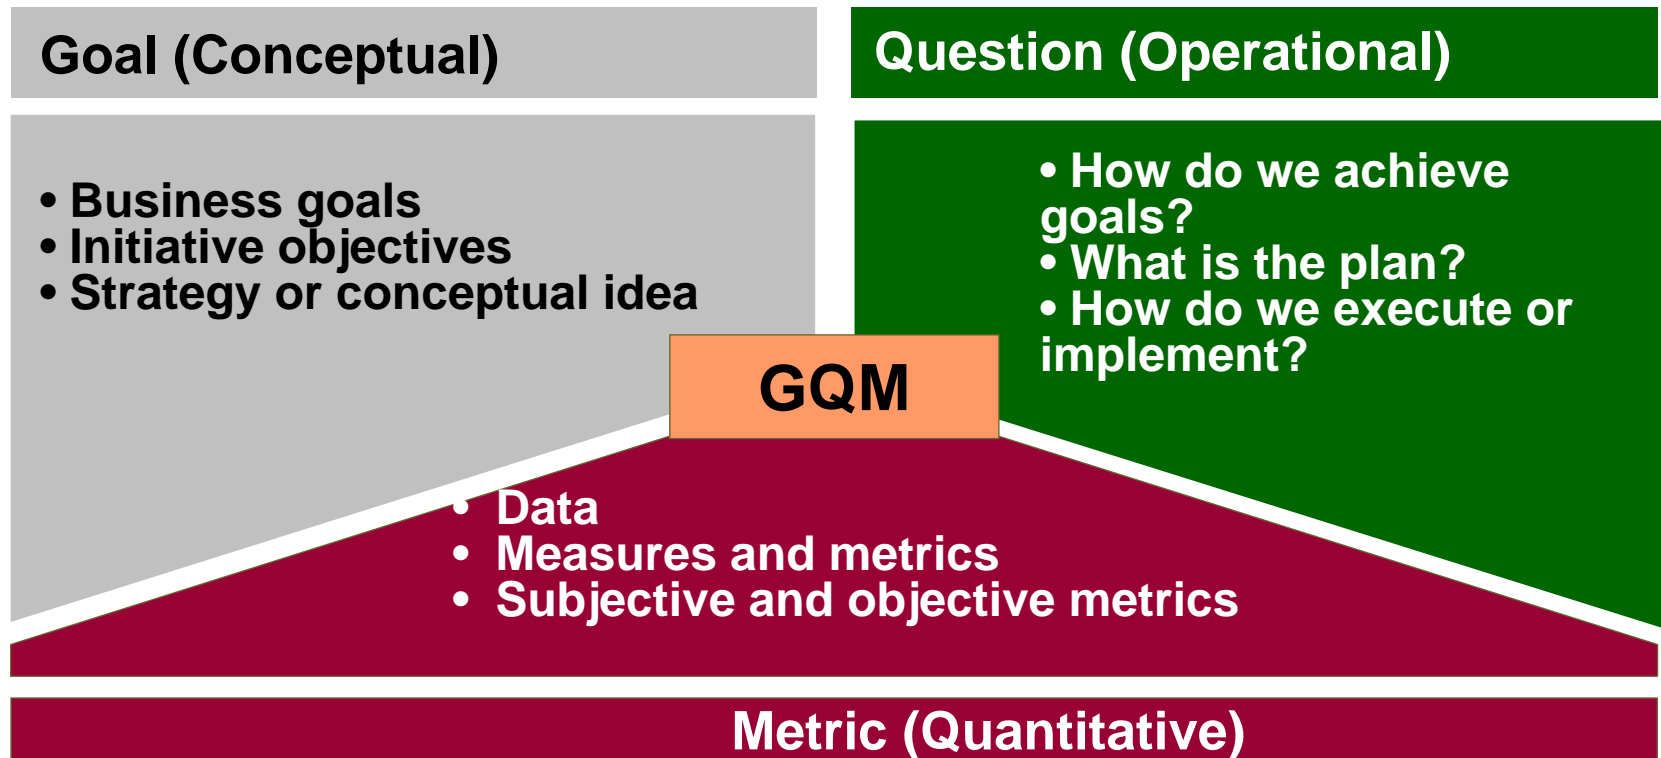 Goal (Conceptual)
• Business goals
• Initiative objectives
• Strategy or conceptual idea
Question (Operational)
• How do we achieve
goals?
• What is the plan?
• How do we execute or
implement?
GQM
• Data
• Measures and metrics
• Subjective and objective metrics
Metric (Quantitative)